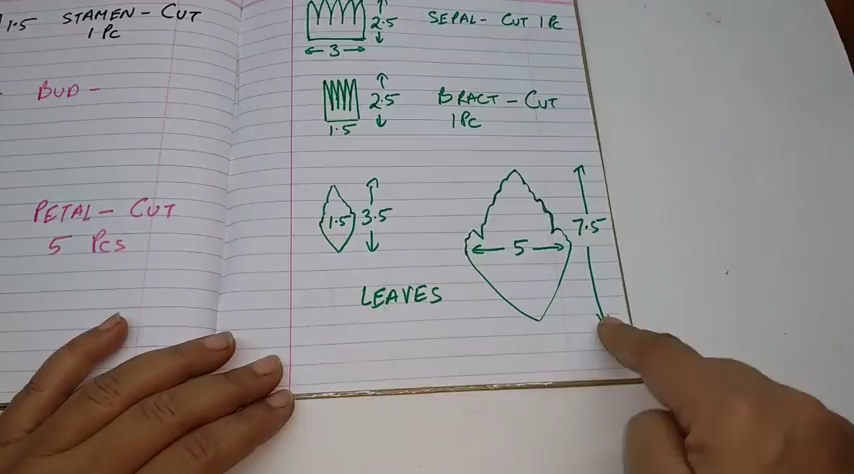 1.5 STAMEN - CUT
1 PC
BUD -
PETAL - CUT
5 PCS
2.5 SEPAL - CUT 1 PC
3
2.5 BRACT - CUT
1.5 1 PC
1.5 3.5
5 7.5
LEAVES